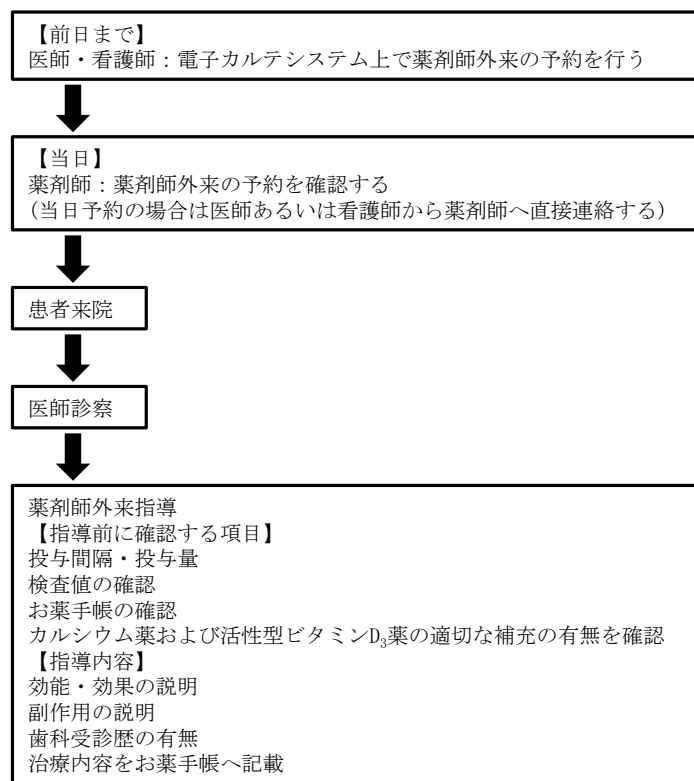 【前日まで】
医師・看護師：電子カルテシステム上で薬剤師外来の予約を行う
【当日】
薬剤師：薬剤師外来の予約を確認する
(当日予約の場合は医師あるいは看護師から薬剤師へ直接連絡する)
患者来院
医師診察
薬剤師外来指導
【指導前に確認する項目】
投与間隔・投与量
検査値の確認
お薬手帳の確認
カルシウム薬および活性型ビタミンD₃薬の適切な補充の有無を確認
【指導内容】
効能・効果の説明
副作用の説明
歯科受診歴の有無
治療内容をお薬手帳へ記載